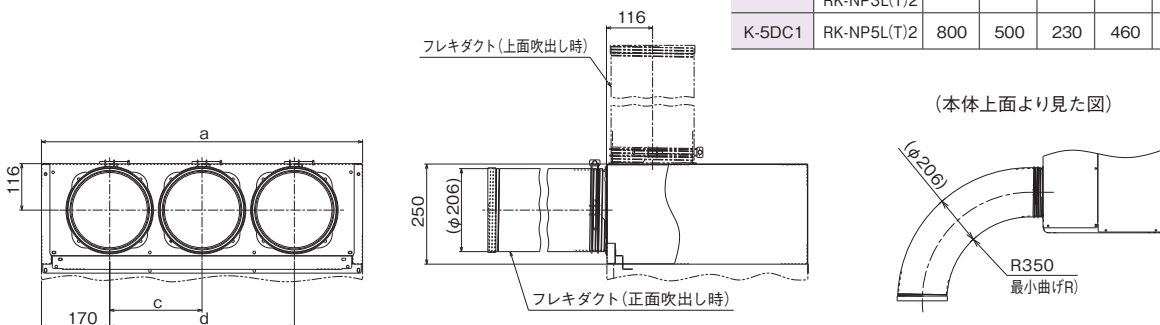 RK-NP3L(T)2
K-5DC1 RK-NP5L(T)2 800 500 230 460
116
フレキダクト(上面吹出し時)
(本体上面より見た図)
a
116
250
(φ206)
(φ206)
R350
最小曲げR)
フレキダクト(正面吹出し時)
c
170
d